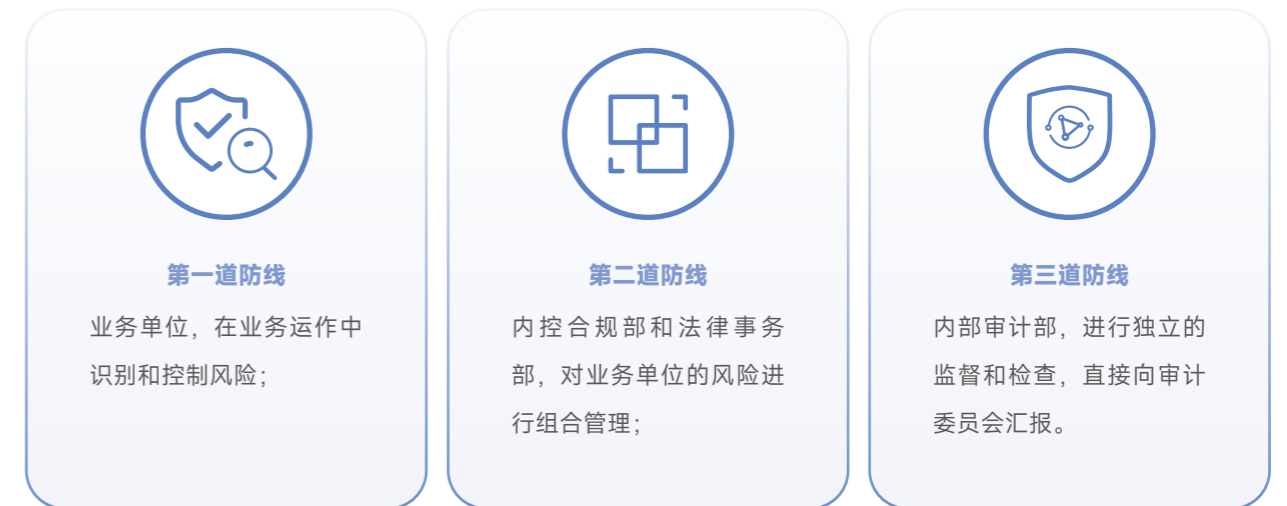 第一道防线
业务单位，在业务运作中
识别和控制风险；
第二道防线
内控合规部和法律事务
部，对业务单位的风险进
行组合管理；
第三道防线
内部审计部，进行独立的
监督和检查，直接向审计
委员会汇报。